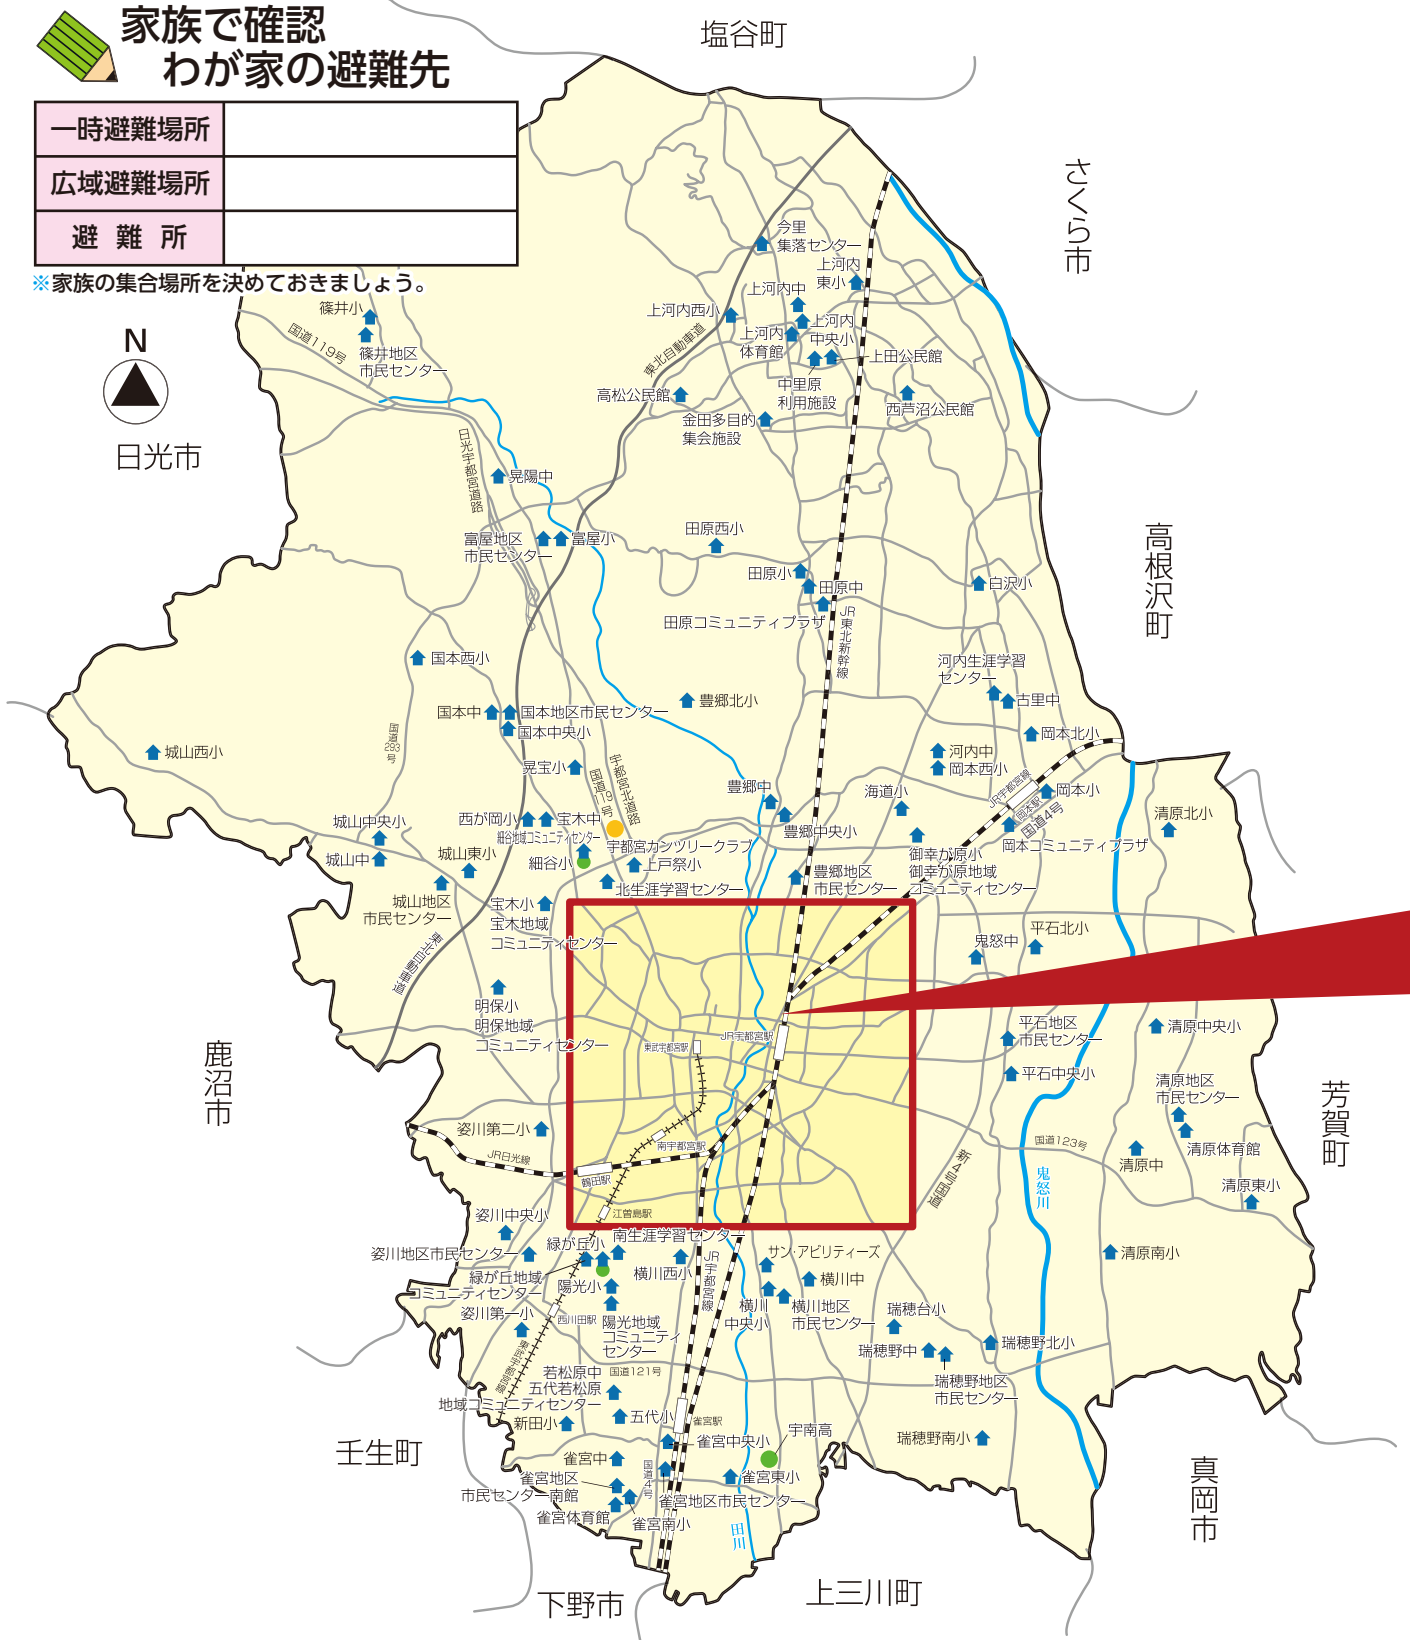 家族で確認
わが家の避難先
一時避難場所
広域避難場所
避難所
※家族の集合場所を決めておきましょう。
N
塩谷町
さくら市
日光市
高根沢町
鹿沼市
芳賀町
壬生町
真岡市
下野市
上三川町
今里
集落センター
上河内
東小
上河内中
上河内西小
上河内
中央小
上河内
体育館
上田公民館
中里原
利用施設
西芦沼公民館
高松公民館
金田多目的
集会施設
東北自動車道
篠井小
国道119号
篠井地区
市民センター
日光宇都宮道路
晃陽中
富屋地区
市民センター
富屋小
田原西小
田原小
田原中
白沢小
田原コミュニティプラザ
JR東北新幹線
国本西小
河内生涯学習
センター
古里中
豊郷北小
国本中
国本地区市民センター
国本中央小
岡本北小
国道293号
城山西小
河内中
岡本西小
晃宝小
国道119号
宇都宮北道路
JR宇都宮線
岡本駅
岡本小
国道4号
豊郷中
海道小
清原北小
豊郷中央小
岡本コミュニティプラザ
城山中央小
西が岡小
宝木中
細谷地域コミュニティセンター
宇都宮カンツリークラブ
御幸が原小
御幸が原地域
コミュニティセンター
城山中
城山東小
細谷小
上戸祭小
豊郷地区
市民センター
北生涯学習センター
城山地区
市民センター
宝木小
宝木地域
コミュニティセンター
東北自動車道
平石北小
鬼怒中
明保小
明保地域
コミュニティセンター
東武宇都宮駅
JR宇都宮駅
平石地区
市民センター
清原中央小
平石中央小
清原地区
市民センター
姿川第二小
南宇都宮駅
国道123号
清原体育館
清原中
JR日光線
鶴田駅
新4号国道
鬼怒川
清原東小
江曽島駅
姿川中央小
南生涯学習センター
緑が丘小
姿川地区市民センター
サン・アビリティーズ
清原南小
緑が丘地域
コミュニティセンター
陽光小
横川西小
JR宇都宮線
横川中
横川
中央小
横川地区
市民センター
姿川第一小
西川田駅
陽光地域
コミュニティ
センター
瑞穂台小
瑞穂野中
瑞穂野北小
東武宇都宮線
若松原中
国道121号
五代若松原
地域コミュニティセンター
瑞穂野地区
市民センター
新田小
五代小
雀宮駅
雀宮中央小
宇南高
瑞穂野南小
雀宮中
国道4号
雀宮地区
市民センター南館
雀宮東小
雀宮地区市民センター
雀宮体育館
雀宮南小
田川